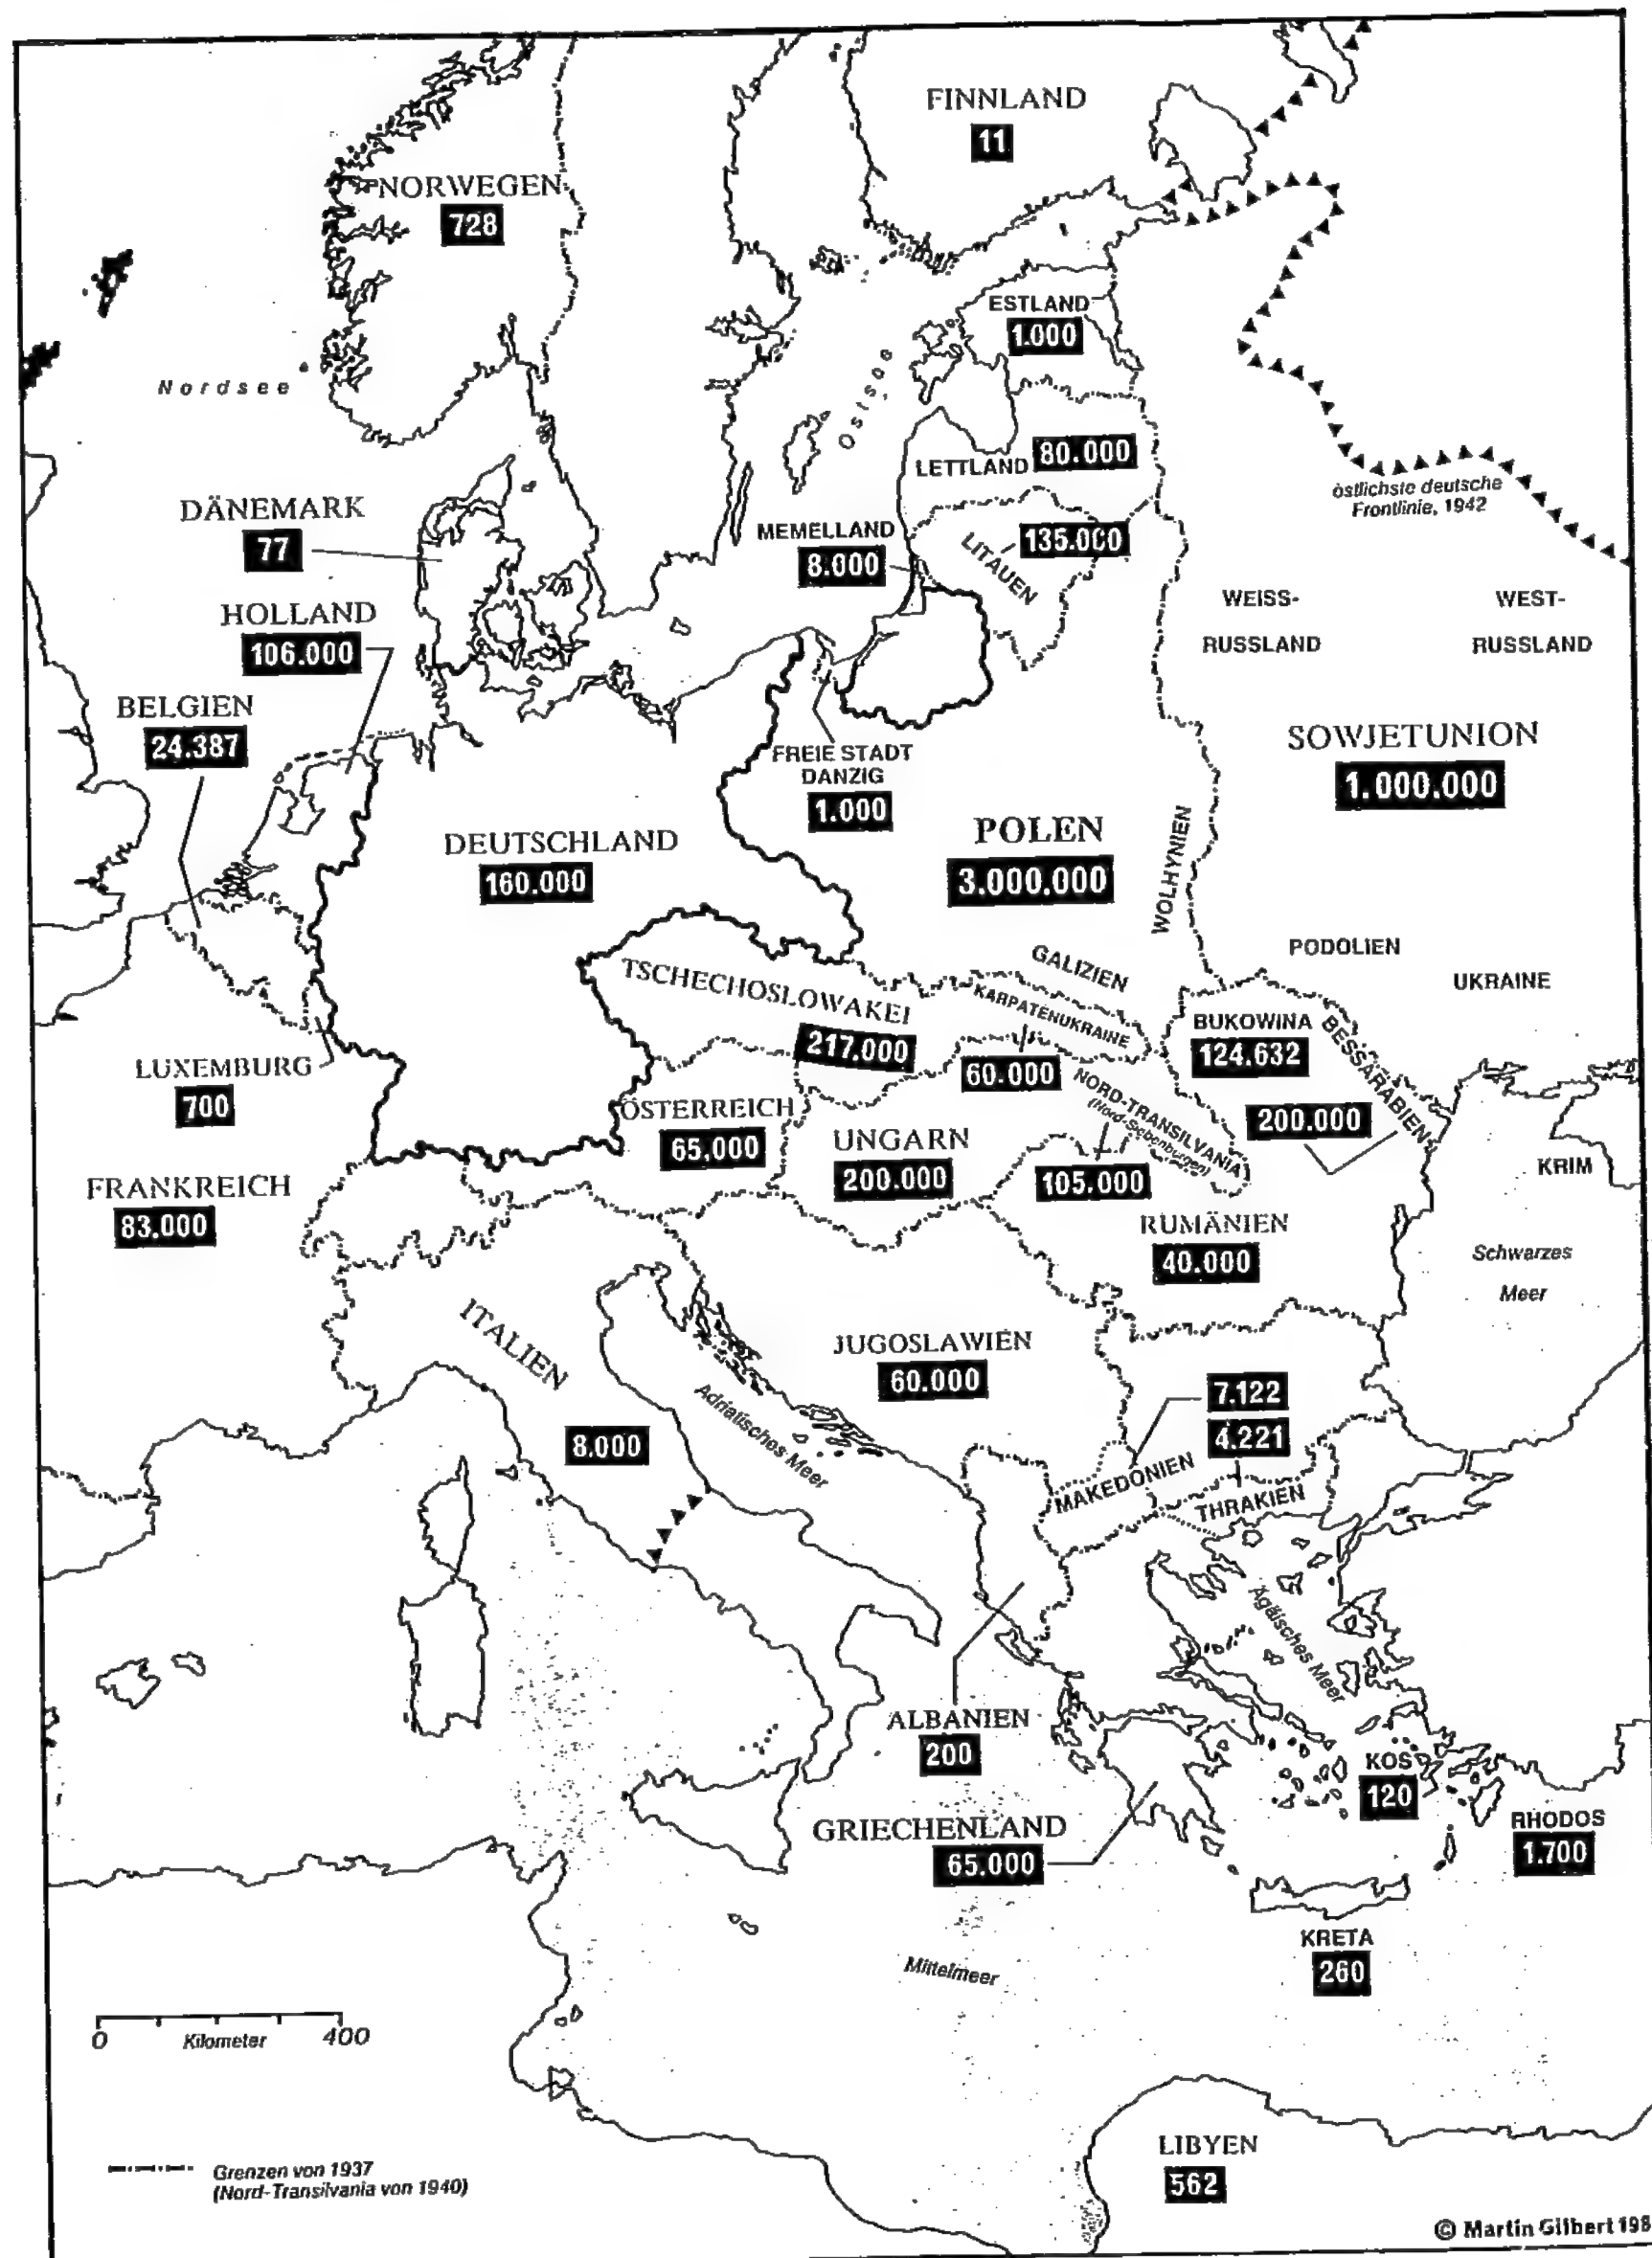 FINNLAND
11
NORWEGEN
728
ESTLAND
1.000
Nordsee
Ostsee
LETTLAND 80.000
östlichste deutsche
Frontlinie, 1942
DÄNEMARK
77
MEMELLAND
8.000
LITAUEN
135.000
HOLLAND
106.000
WEISS-
RUSSLAND
WEST-
RUSSLAND
BELGIEN
24.387
FREIE STADT
DANZIG
1.000
SOWJETUNION
1.000.000
DEUTSCHLAND
160.000
POLEN
3.000.000
WOLHYNIEN
GALIZIEN
PODOLIEN
UKRAINE
TSCHECHOSLOWAKEI
217.000
KARPATENUKRAINE
60.000
BUKOWINA
124.632
BESSARABIEN
200.000
LUXEMBURG
700
ÖSTERREICH
65,000
UNGARN
200.000
NORD-TRANSILVANIA
(Nord-Siebenbürgen)
105.000
KRIM
FRANKREICH
83.000
RUMÄNIEN
40.000
Schwarzes
Meer
ITALIEN
8.000
JUGOSLAWIEN
60.000
Adriatisches Meer
7.122
4.221
MAKEDONIEN
THRAKIEN
Ägäisches Meer
ALBANIEN
200
KOS
120
GRIECHENLAND
65.000
RHODOS
1.700
KRETA
260
Mittelmeer
0 Kilometer 400
LIBYEN
562
Grenzen von 1937
(Nord-Transilvania von 1940)
© Martin Gilbert 198